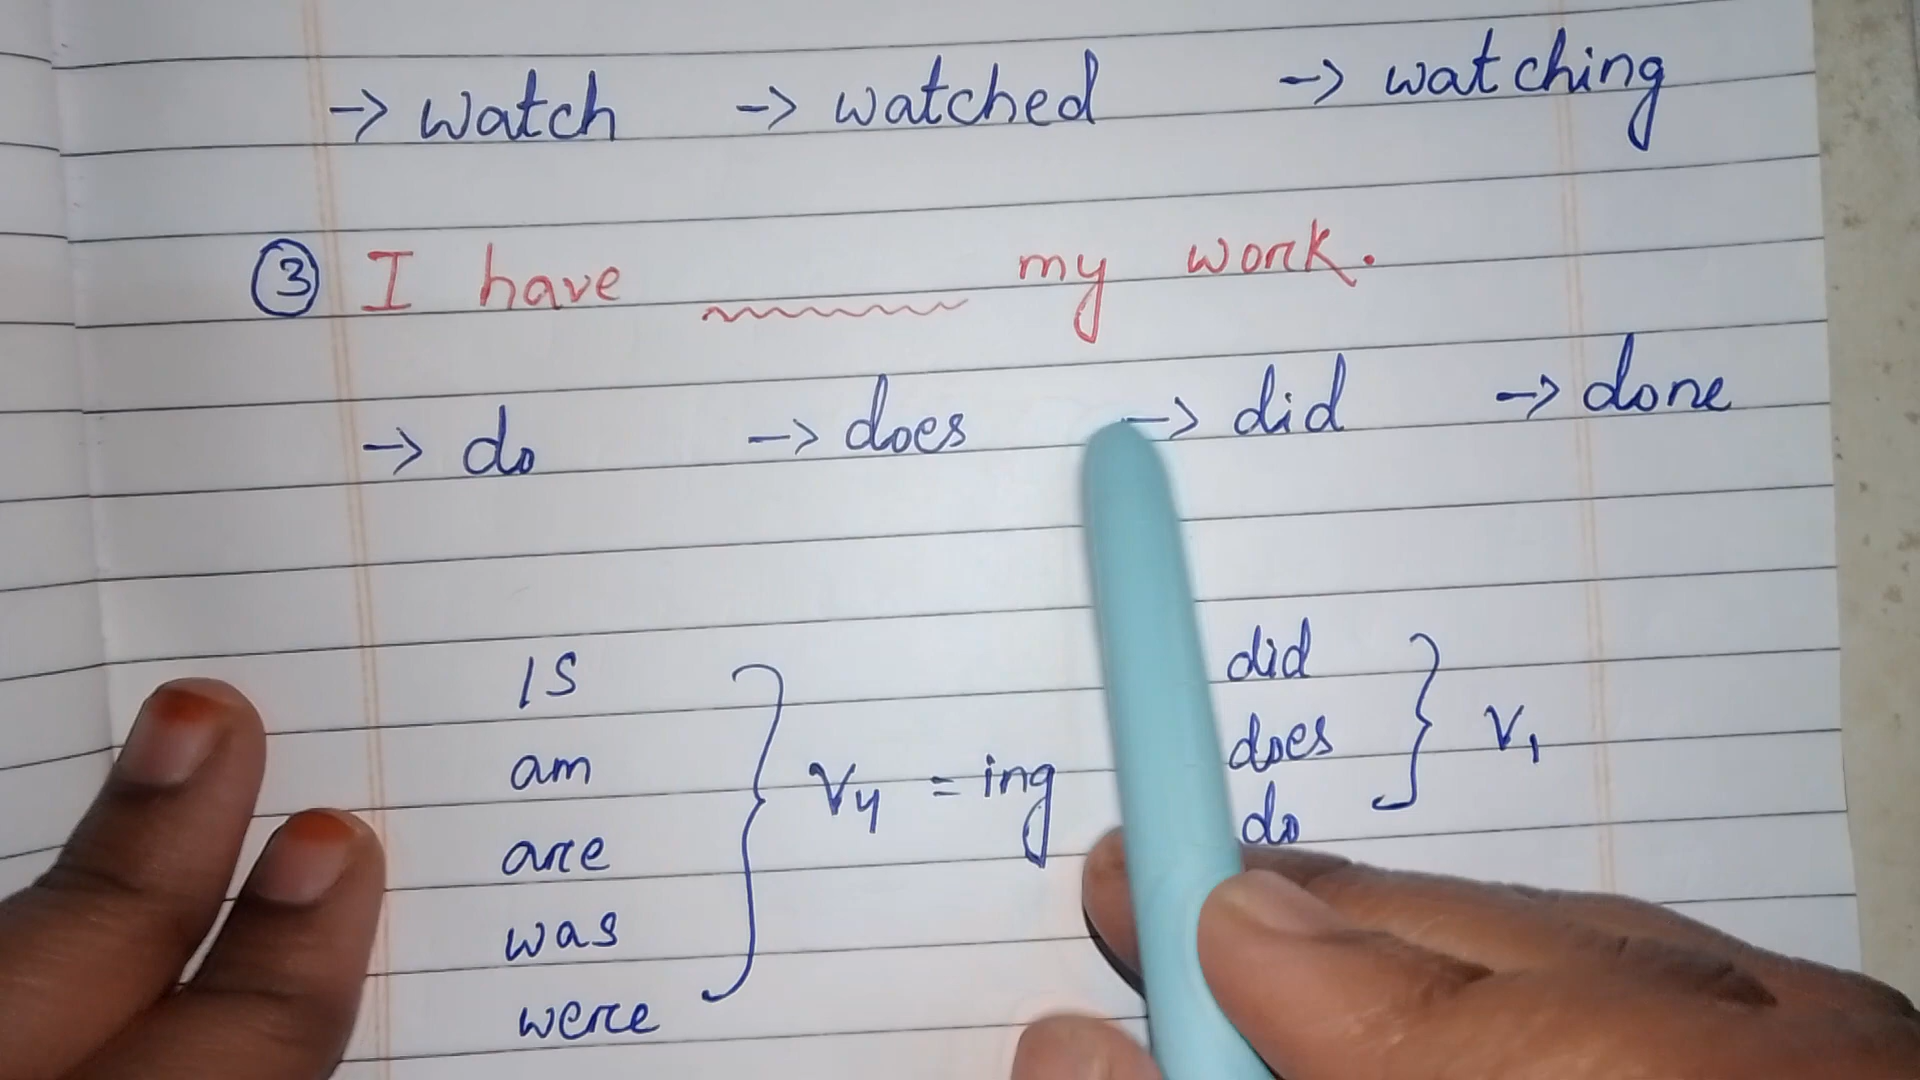 -> watch -> watched -> watching
③ I have ______ my work.
-> do -> does -> did -> done
is
am
are
was
were
V4 = ing
did
does
do
V1